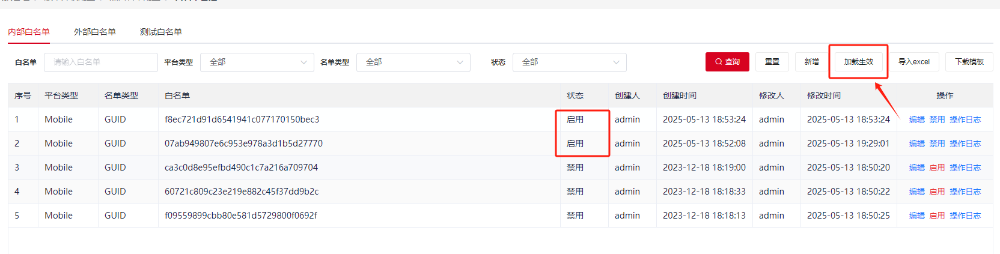 内部白名单 外部白名单 测试白名单
白名单 请输入白名单 平台类型 全部 名单类型 全部 状态 全部 查询 重置 新增 加载生效 导入excel 下载模板
序号 平台类型 名单类型 白名单 状态 创建人 创建时间 修改人 修改时间 操作
1 Mobile GUID f8ec721d91d6541941c077170150bec3 启用 admin 2025-05-13 18:53:24 admin 2025-05-13 18:53:24 编辑 禁用 操作日志
2 Mobile GUID 07ab949807e6c953e978a3d1b5d27770 启用 admin 2025-05-13 18:52:08 admin 2025-05-13 19:29:01 编辑 禁用 操作日志
3 Mobile GUID ca3c0d8e95efbd490c1c7a216a709704 禁用 admin 2023-12-18 18:19:00 admin 2025-05-13 18:50:20 编辑 启用 操作日志
4 Mobile GUID 60721c809c23e219e882c45f37dd9b2c 禁用 admin 2023-12-18 18:18:33 admin 2025-05-13 18:50:22 编辑 启用 操作日志
5 Mobile GUID f09559899cbb80e581d5729800f0692f 禁用 admin 2023-12-18 18:18:13 admin 2025-05-13 18:50:25 编辑 启用 操作日志